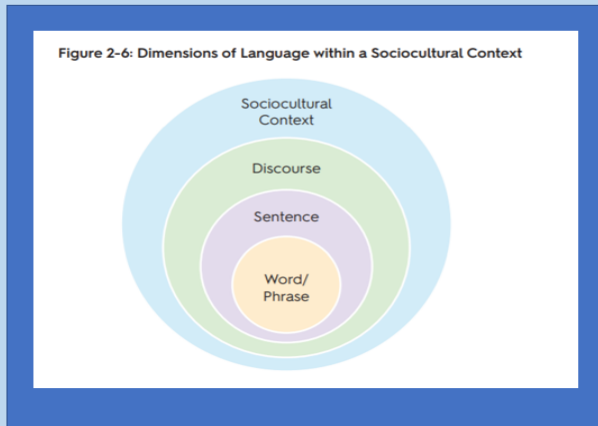 Figure 2-6: Dimensions of Language within a Sociocultural Context
Sociocultural
Context
Discourse
Sentence
Word/
Phrase